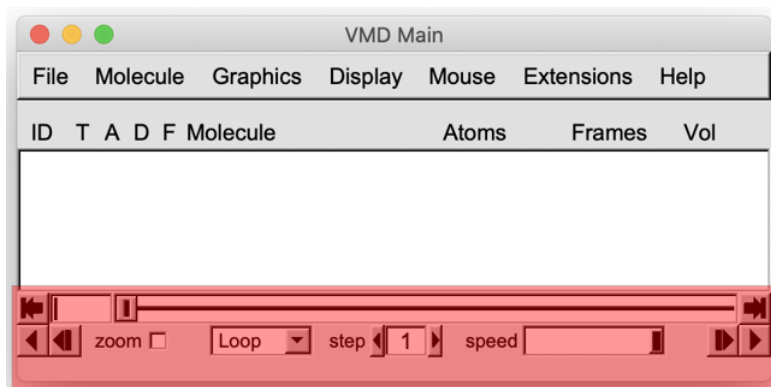 VMD Main
File Molecule Graphics Display Mouse Extensions Help
ID T A D F Molecule Atoms Frames Vol
zoom Loop step 1 speed